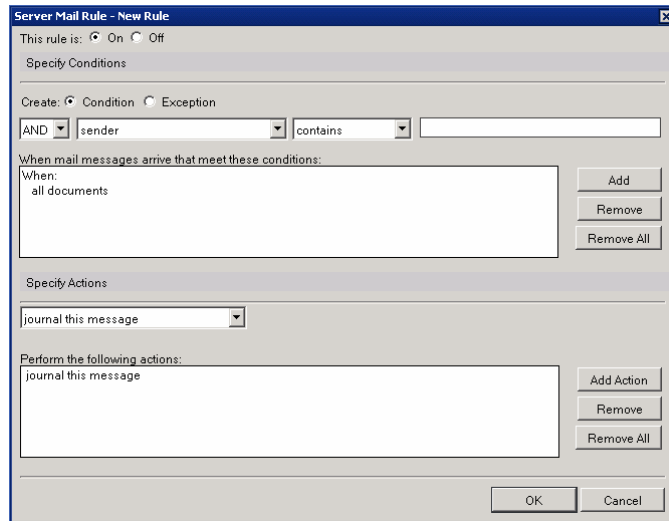 Server Mail Rule - New Rule
This rule is: On Off
Specify Conditions
Create: Condition Exception
AND sender contains
When mail messages arrive that meet these conditions:
When:
all documents
Add
Remove
Remove All
Specify Actions
journal this message
Perform the following actions:
journal this message
Add Action
Remove
Remove All
OK Cancel